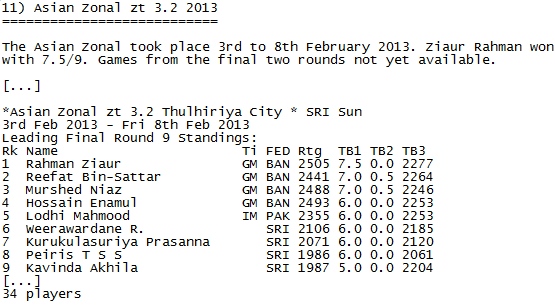 11) Asian Zonal zt 3.2 2013
===========================
The Asian Zonal took place 3rd to 8th February 2013. Ziaur Rahman won
with 7.5/9. Games from the final two rounds not yet available.
[...]
*Asian Zonal zt 3.2 Thulhiriya City * SRI Sun
3rd Feb 2013 - Fri 8th Feb 2013
Leading Final Round 9 Standings:
Rk Name Ti FED Rtg TB1 TB2 TB3
1 Rahman Ziaur GM BAN 2505 7.5 0.0 2277
2 Reefat Bin-Sattar GM BAN 2441 7.0 0.5 2264
3 Murshed Niaz GM BAN 2488 7.0 0.5 2246
4 Hossain Enamul GM BAN 2493 6.0 0.0 2253
5 Lodhi Mahmood IM PAK 2355 6.0 0.0 2253
6 Weerawardane R. SRI 2106 6.0 0.0 2185
7 Kurukulasuriya Prasanna SRI 2071 6.0 0.0 2120
8 Peiris T S S SRI 1986 6.0 0.0 2061
9 Kavinda Akhila SRI 1987 5.0 0.0 2204
[...]
34 players